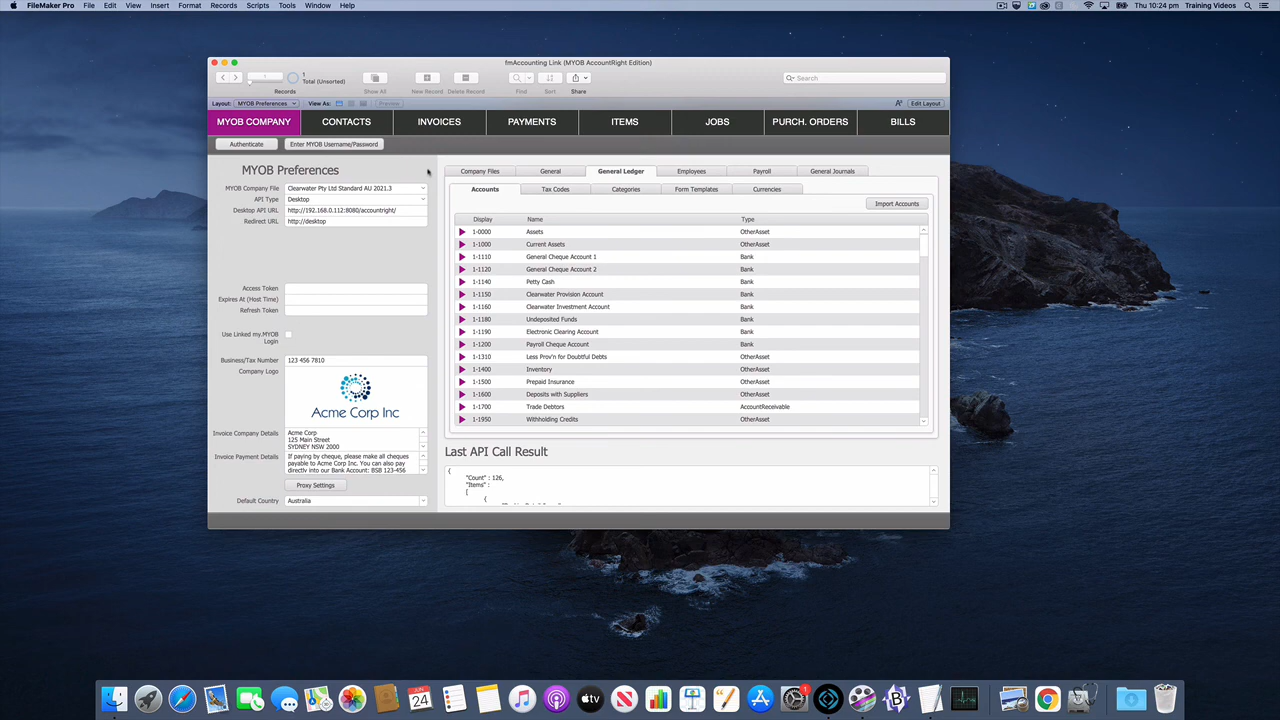 FileMaker Pro File Edit View Insert Format Records Scripts Tools Window Help
Thu 10:24 pm Training Videos
fmAccounting Link (MYOB AccountRight Edition)
1
1
Total (Unsorted)
Search
Records Show All New Record Delete Record Find Sort Share
Layout: MYOB Preferences View As: Preview Edit Layout
MYOB COMPANY CONTACTS INVOICES PAYMENTS ITEMS JOBS PURCH. ORDERS BILLS
Authenticate Enter MYOB Username/Password
MYOB Preferences
MYOB Company File Clearwater Pty Ltd Standard AU 2021.3
API Type Desktop
Desktop API URL http://192.168.0.112:8080/accountright/
Redirect URL http://desktop
Access Token
Expires At (Host Time)
Refresh Token
Use Linked my.MYOB
Login
Business/Tax Number 123 456 7810
Company Logo
Acme Corp Inc
Invoice Company Details Acme Corp
125 Main Street
SYDNEY NSW 2000
Invoice Payment Details If paying by cheque, please make all cheques
payable to Acme Corp Inc. You can also pay
directly into our Bank Account: BSB 123-456
Proxy Settings
Default Country Australia
Company Files General General Ledger Employees Payroll General Journals
Accounts Tax Codes Categories Form Templates Currencies
Import Accounts
Display Name Type
1-0000 Assets OtherAsset
1-1000 Current Assets OtherAsset
1-1110 General Cheque Account 1 Bank
1-1120 General Cheque Account 2 Bank
1-1140 Petty Cash Bank
1-1150 Clearwater Provision Account Bank
1-1160 Clearwater Investment Account Bank
1-1180 Undeposited Funds Bank
1-1190 Electronic Clearing Account Bank
1-1200 Payroll Cheque Account Bank
1-1310 Less Prov'n for Doubtful Debts OtherAsset
1-1400 Inventory OtherAsset
1-1500 Prepaid Insurance OtherAsset
1-1600 Deposits with Suppliers OtherAsset
1-1700 Trade Debtors AccountReceivable
1-1950 Withholding Credits OtherAsset
Last API Call Result
{
"Count" : 126,
"Items" :
[
{
JUN
24
tv
1